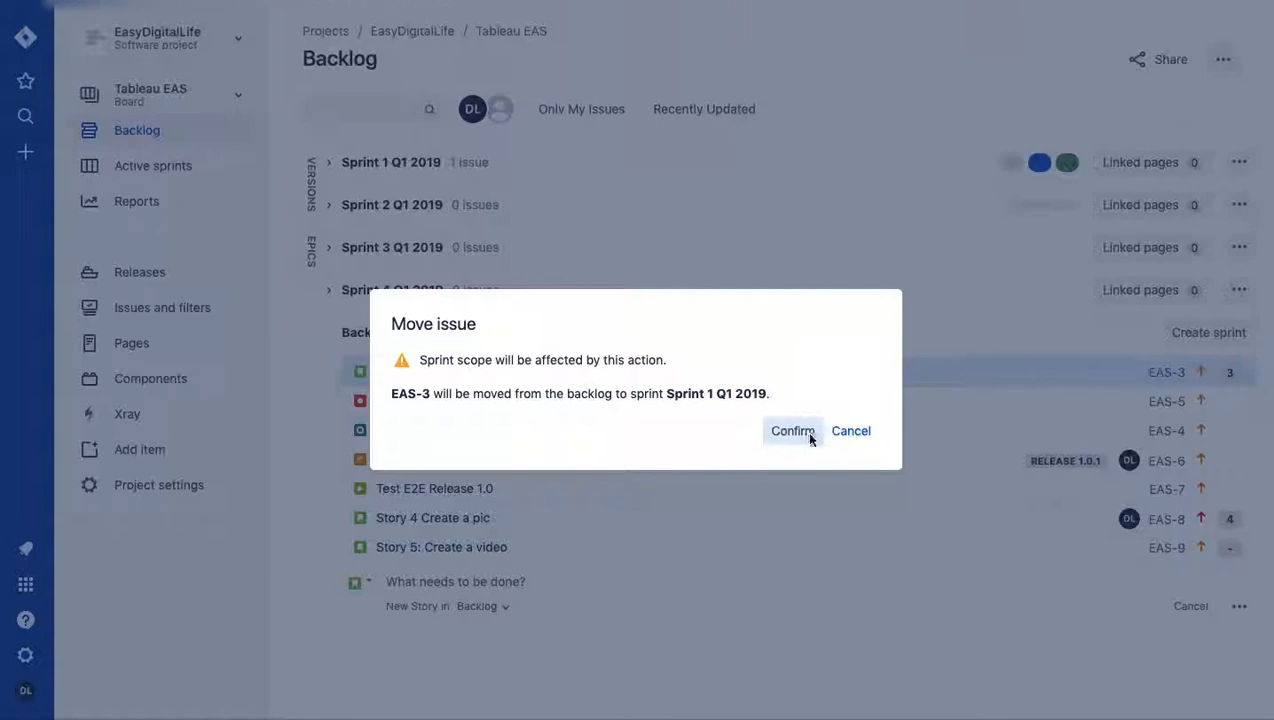 EasyDigitalLife
Software project
Tableau EAS
Board
Backlog
Active sprints
Reports
Releases
Issues and filters
Pages
Components
Xray
Add item
Project settings
DL
Projects / EasyDigitalLife / Tableau EAS
Backlog
Share
DL
Only My Issues
Recently Updated
VERSIONS
EPICS
Sprint 1 Q1 2019 1 issue
Linked pages 0
Sprint 2 Q1 2019 0 issues
Linked pages 0
Sprint 3 Q1 2019 0 issues
Linked pages 0
Linked pages 0
Create sprint
Move issue
Sprint scope will be affected by this action.
EAS-3 will be moved from the backlog to sprint Sprint 1 Q1 2019.
Confirm Cancel
EAS-3 3
EAS-5
EAS-4
RELEASE 1.0.1 DL EAS-6
Test E2E Release 1.0 EAS-7
Story 4 Create a pic DL EAS-8 4
Story 5: Create a video EAS-9 -
What needs to be done?
New Story in Backlog
Cancel